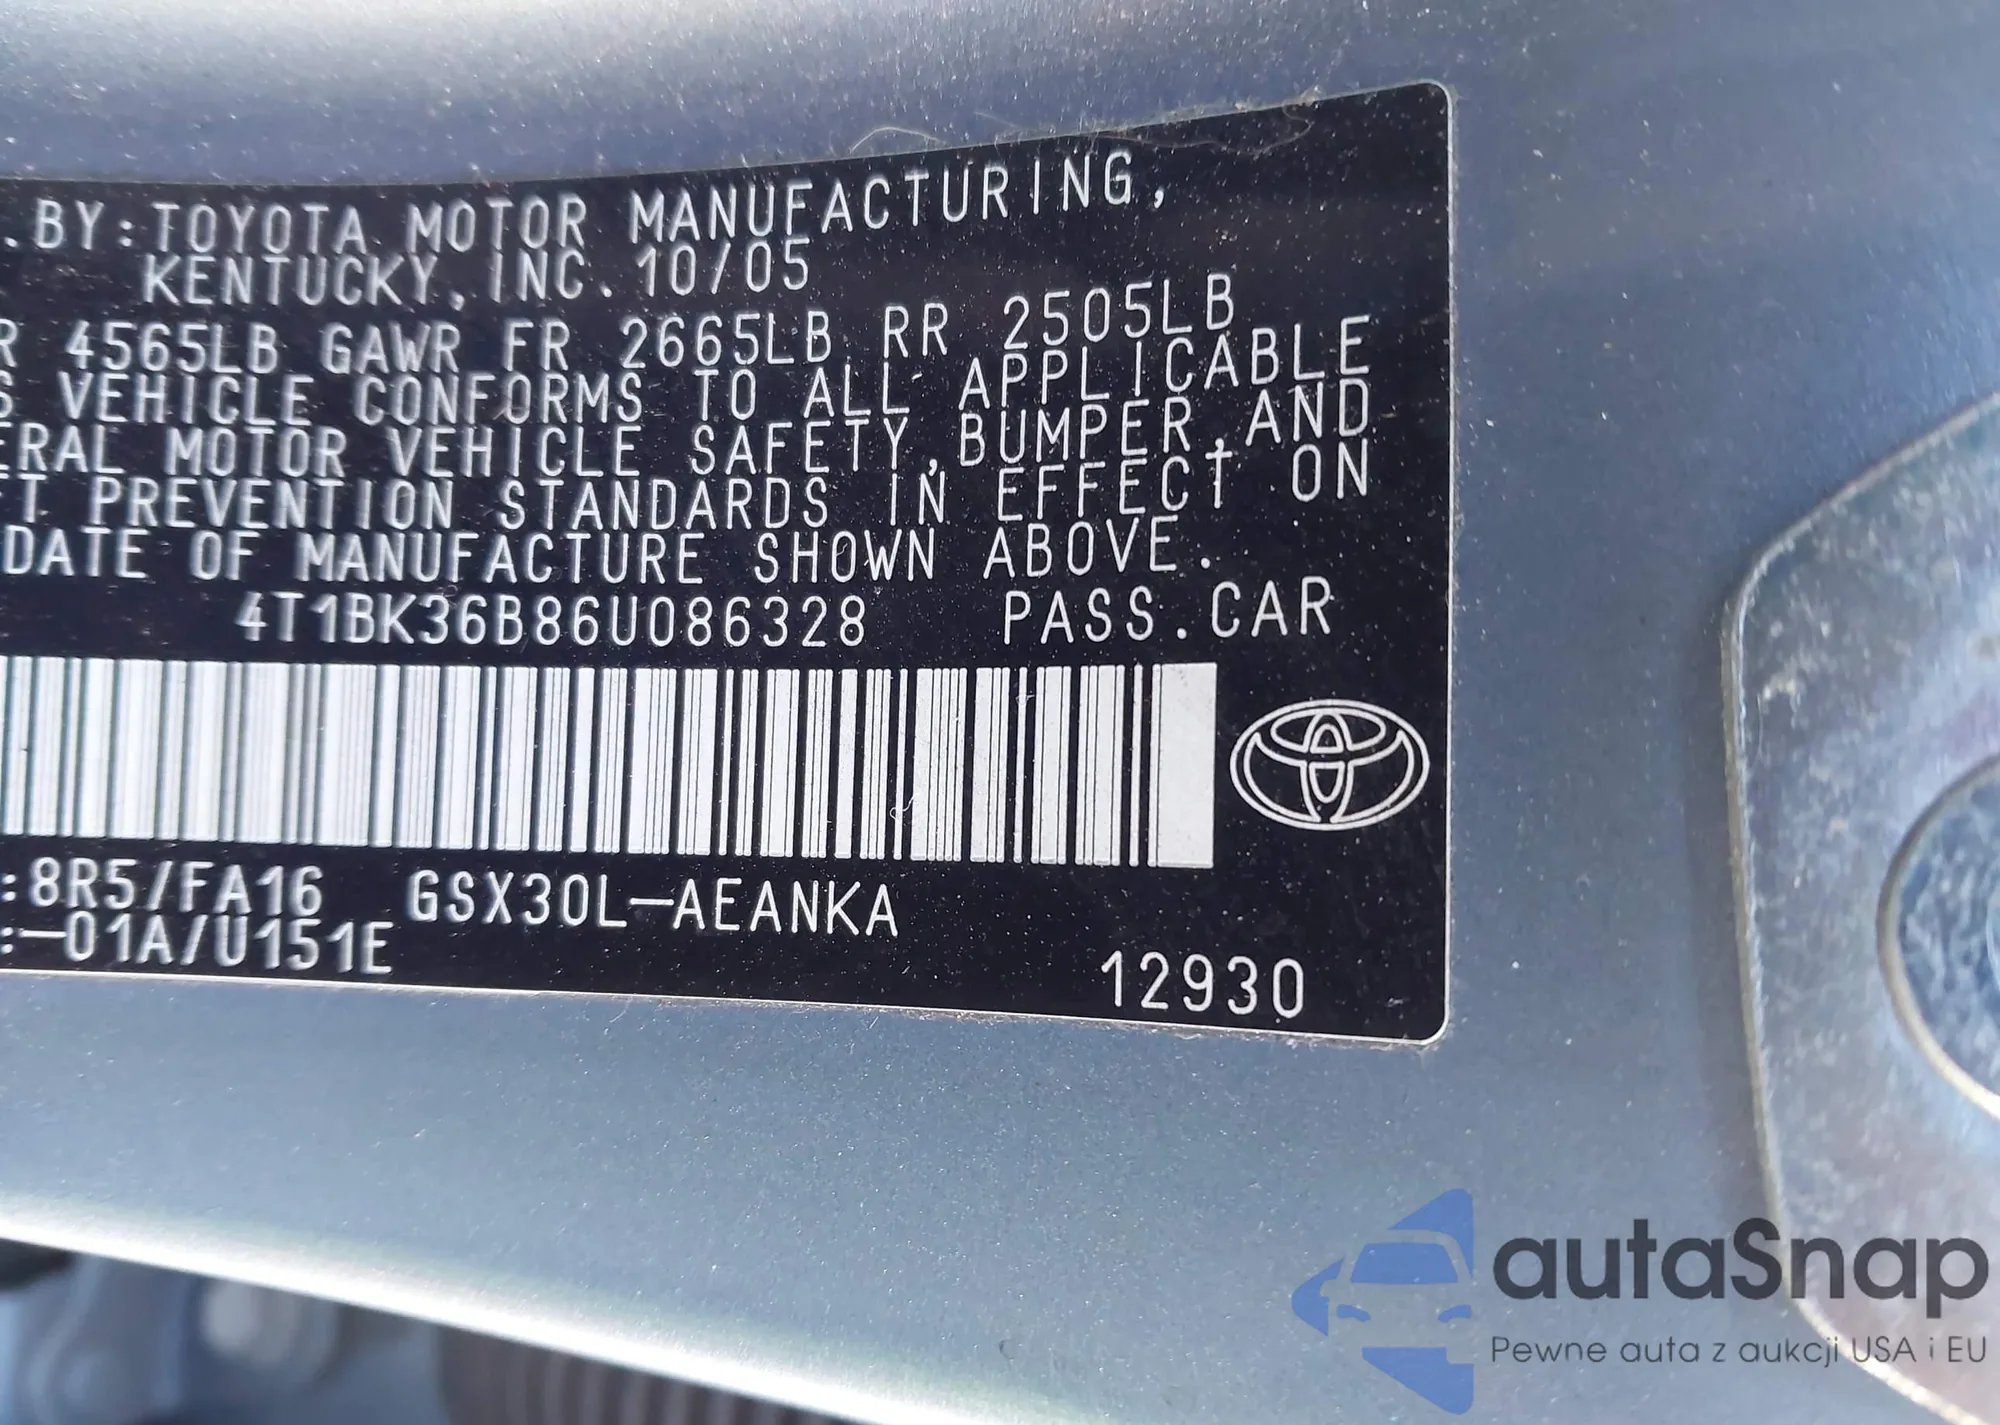 . BY: TOYOTA MOTOR MANUFACTURING,
KENTUCKY, INC. 10/05
R 4565LB GAWR FR 2665LB RR 2505LB
S VEHICLE CONFORMS TO ALL APPLICABLE
ERAL MOTOR VEHICLE SAFETY, BUMPER, AND
FT PREVENTION STANDARDS IN EFFECT ON
DATE OF MANUFACTURE SHOWN ABOVE.
4T1BK36B86U086328 PASS. CAR
:8R5/FA16 GSX30L-AEANKA
:-01A/U151E
12930
autaSnap
Pewne auta z aukcji USA i EU